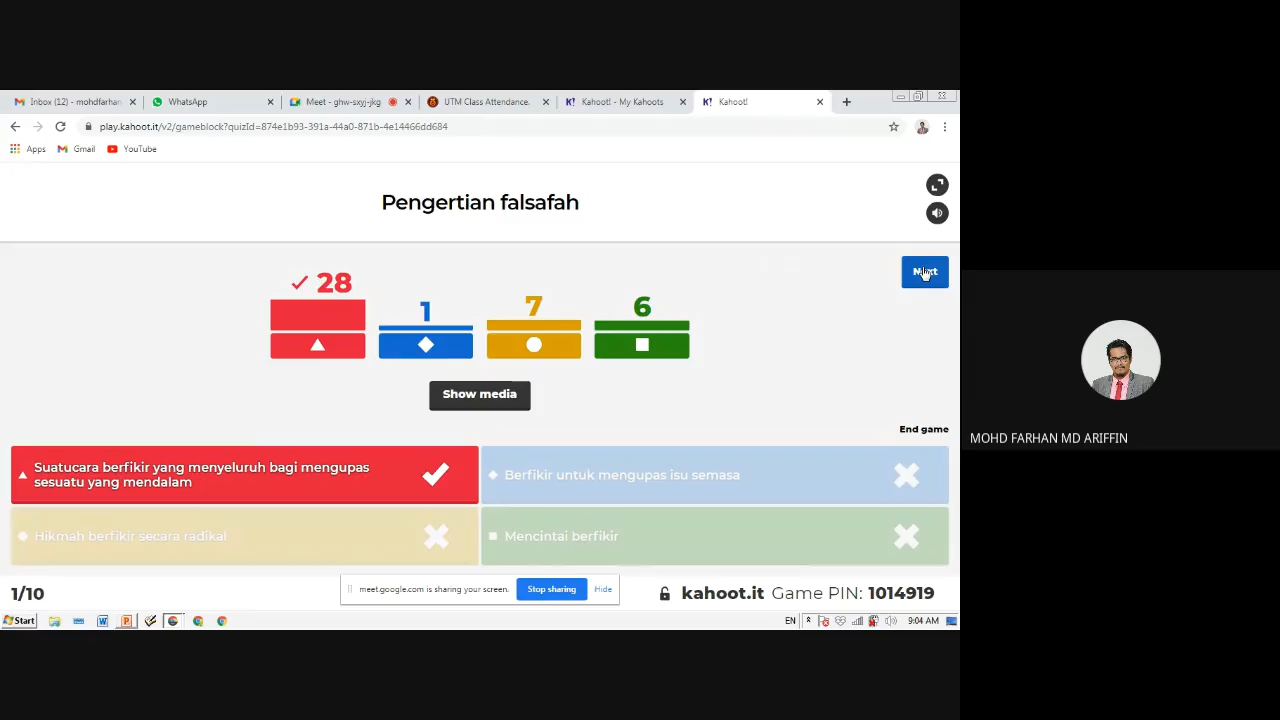 Inbox (12) - mohdfarhan
WhatsApp
Meet - ghw-sxyj-jkg
UTM Class Attendance.
Kahoot! - My Kahoots
Kahoot!
play.kahoot.it/v2/gameblock?quizId=874e1b93-391a-44a0-871b-4e14466dd684
Apps
Gmail
YouTube
Pengertian falsafah
Next
28
1
7
6
Show media
End game
Suatucara berfikir yang menyeluruh bagi mengupas
sesuatu yang mendalam
Berfikir untuk mengupas isu semasa
Hikmah berfikir secara radikal
Mencintai berfikir
MOHD FARHAN MD ARIFFIN
1/10
meet.google.com is sharing your screen.
Stop sharing
Hide
kahoot.it Game PIN: 1014919
Start
EN
9:04 AM